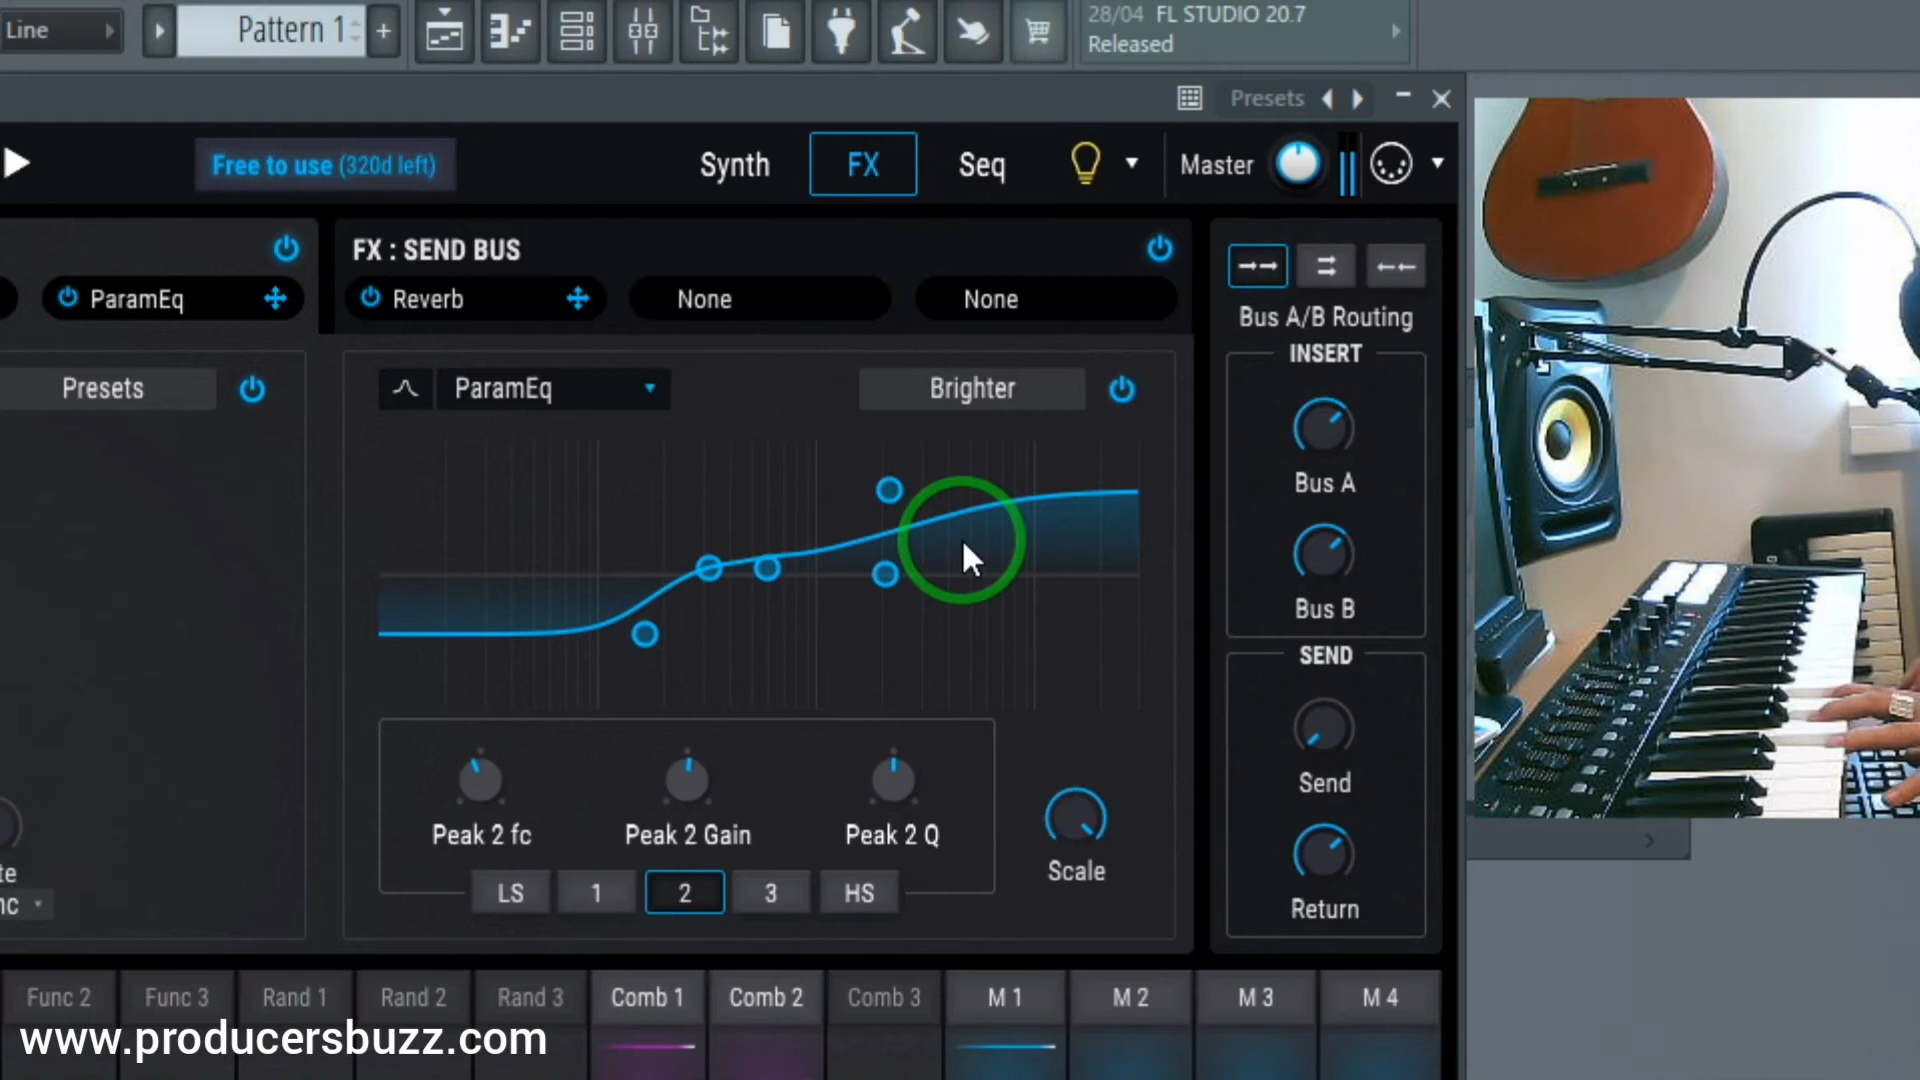 Line
Pattern 1
+
28/04 FL STUDIO 20.7
Released
Presets
Free to use (320d left)
Synth
FX
Seq
Master
FX : SEND BUS
ParamEq
Reverb
None
None
Bus A/B Routing
INSERT
Presets
ParamEq
Brighter
Bus A
Bus B
SEND
Send
Peak 2 fc
Peak 2 Gain
Peak 2 Q
Scale
LS
1
2
3
HS
Return
Func 2
Func 3
Rand 1
Rand 2
Rand 3
Comb 1
Comb 2
Comb 3
M 1
M 2
M 3
M 4
www.producersbuzz.com